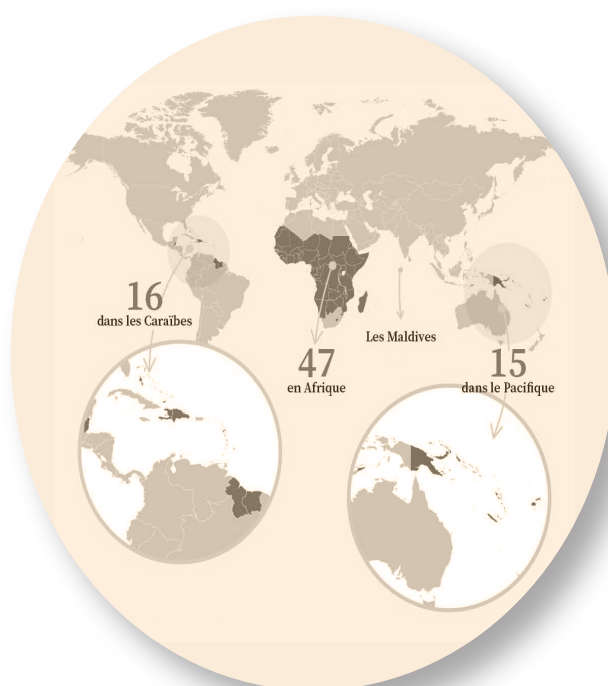 16
dans les Caraïbes
47
en Afrique
Les Maldives
15
dans le Pacifique